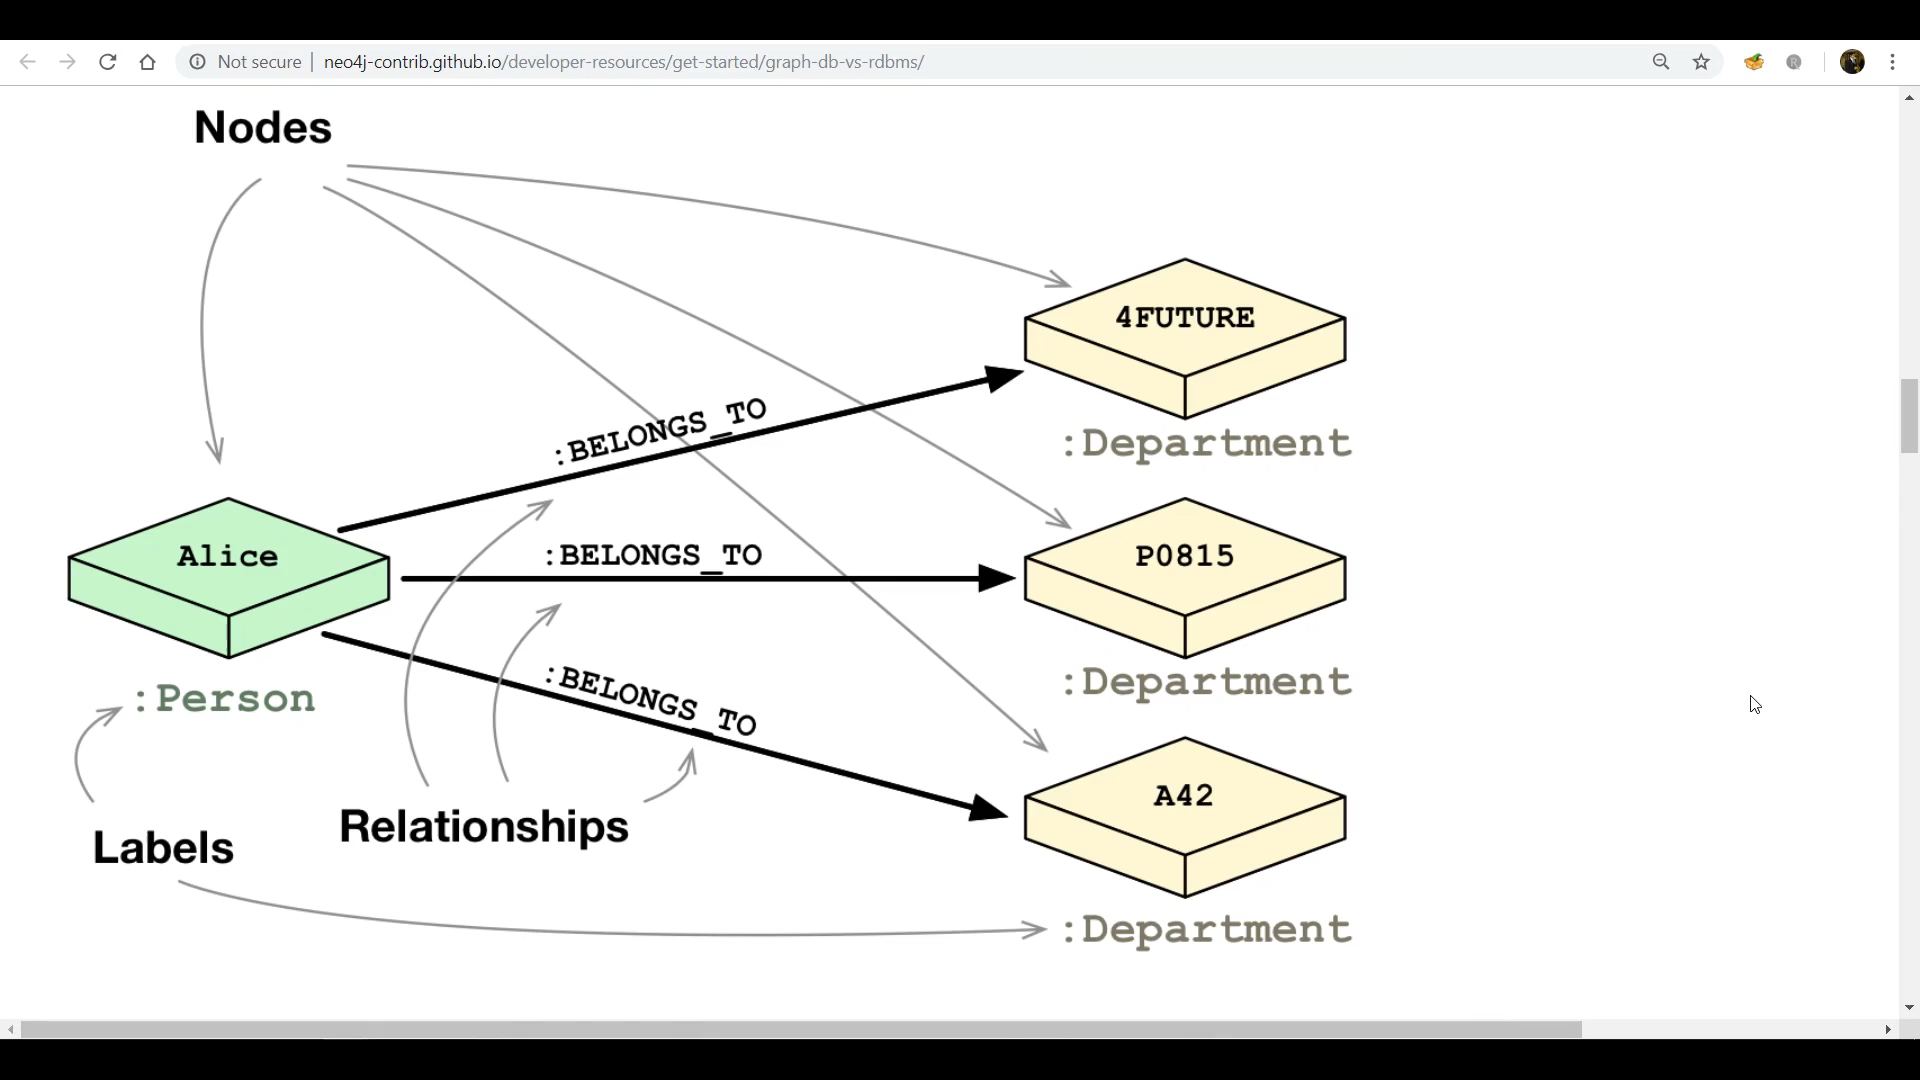 Not secure | neo4j-contrib.github.io/developer-resources/get-started/graph-db-vs-rdbms/
R
Nodes
4FUTURE
:BELONGS_TO
:Department
Alice
:BELONGS_TO
P0815
:Person
:BELONGS_TO
:Department
A42
Labels
Relationships
:Department